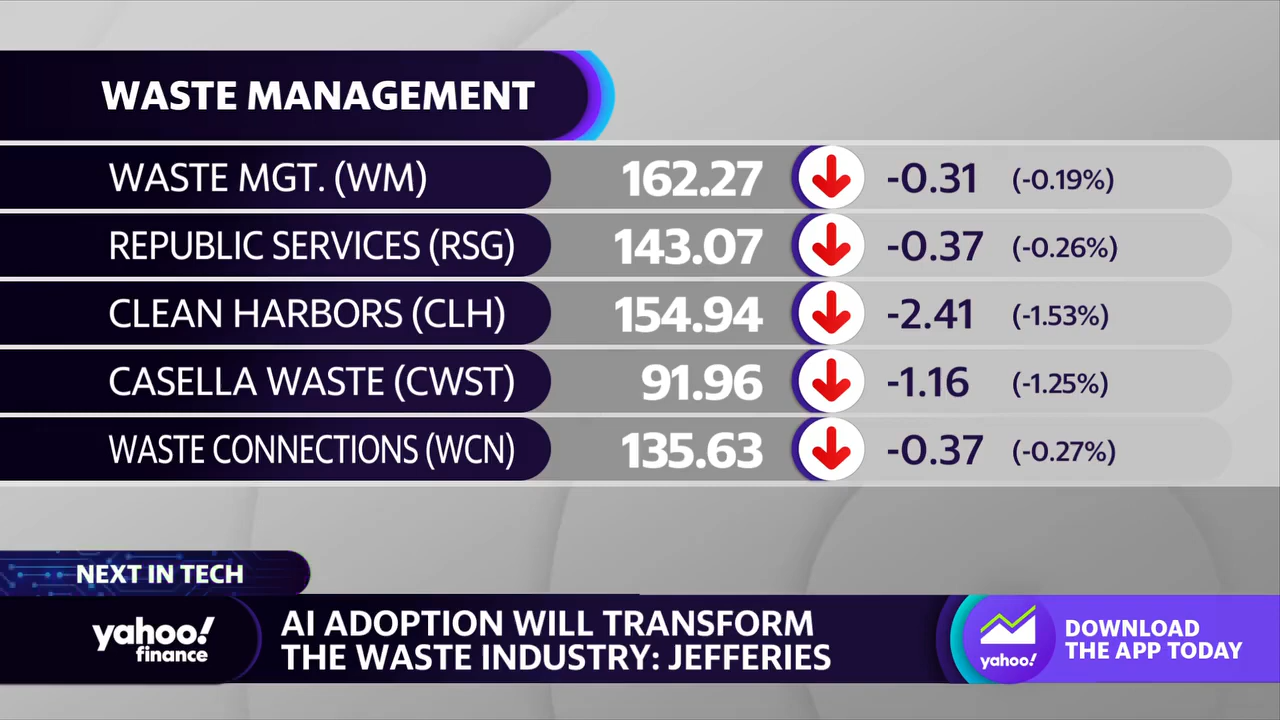 WASTE MANAGEMENT
WASTE MGT. (WM) 162.27 -0.31 (-0.19%)
REPUBLIC SERVICES (RSG) 143.07 -0.37 (-0.26%)
CLEAN HARBORS (CLH) 154.94 -2.41 (-1.53%)
CASELLA WASTE (CWST) 91.96 -1.16 (-1.25%)
WASTE CONNECTIONS (WCN) 135.63 -0.37 (-0.27%)
NEXT IN TECH
yahoo!
finance
AI ADOPTION WILL TRANSFORM
THE WASTE INDUSTRY: JEFFERIES
yahoo!
DOWNLOAD
THE APP TODAY